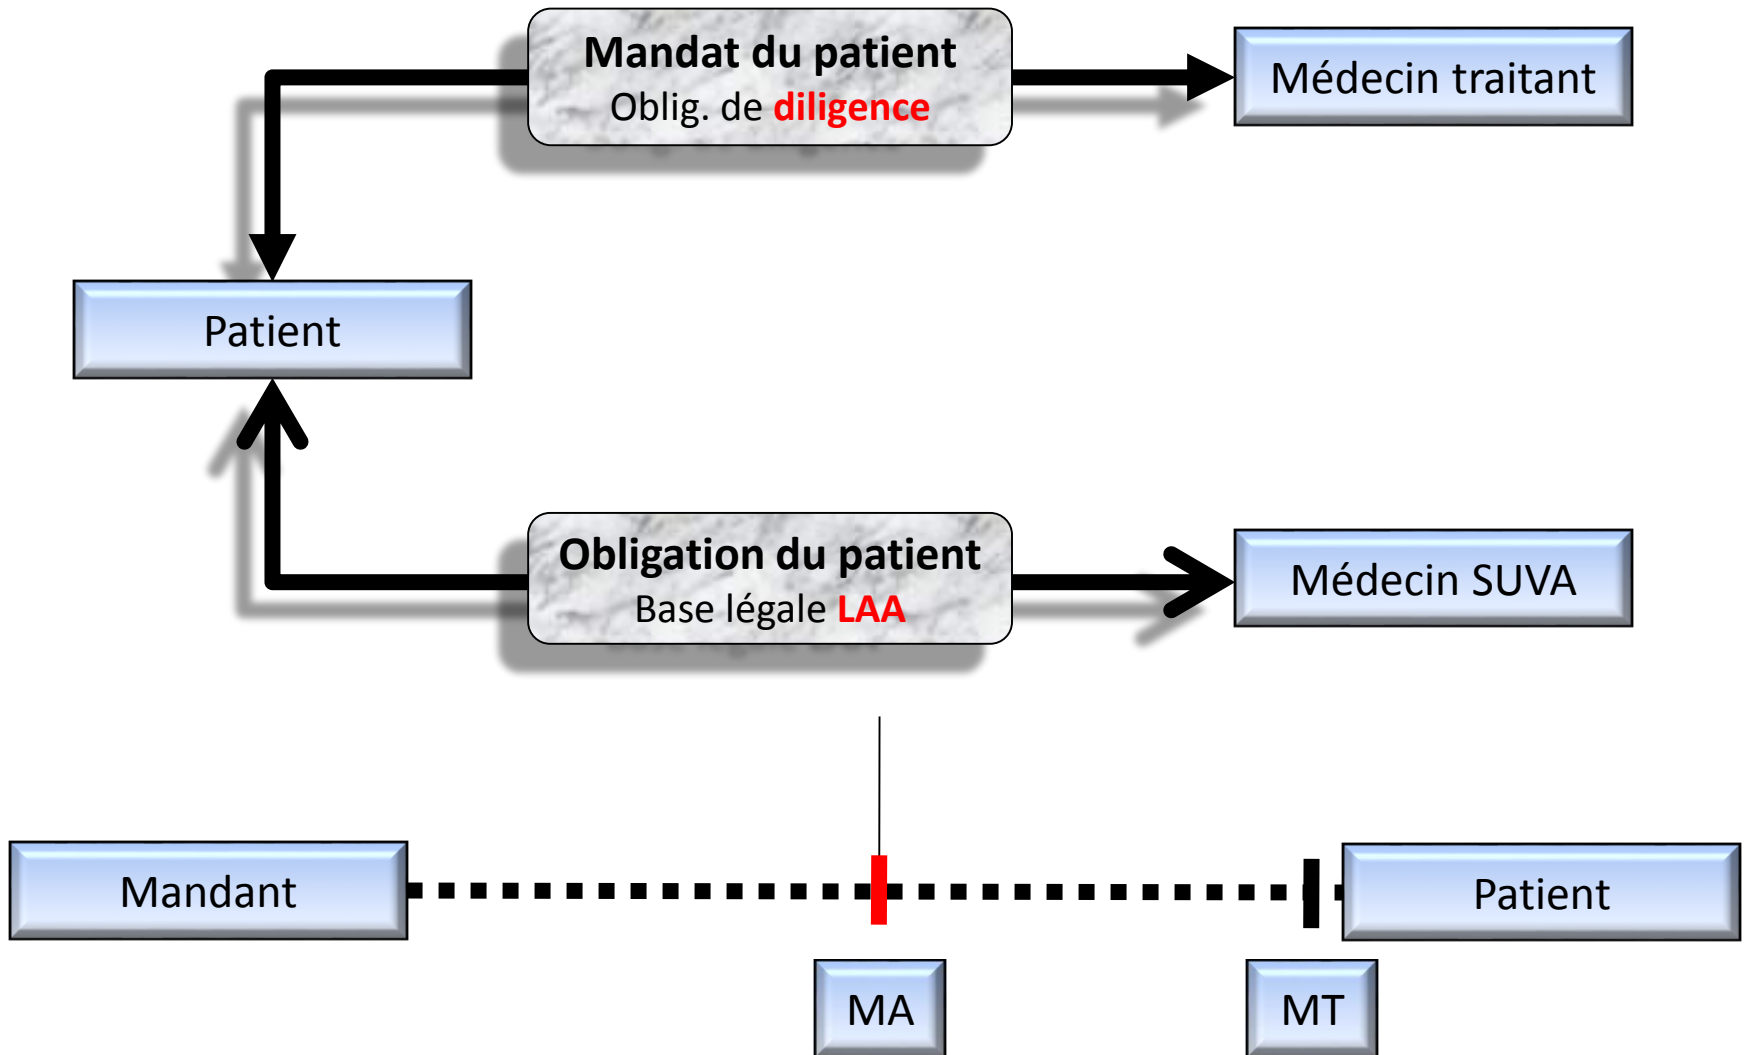 Mandat du patient
Oblig. de diligence
Médecin traitant
Patient
Obligation du patient
Base légale LAA
Médecin SUVA
Mandant
Patient
MA
MT